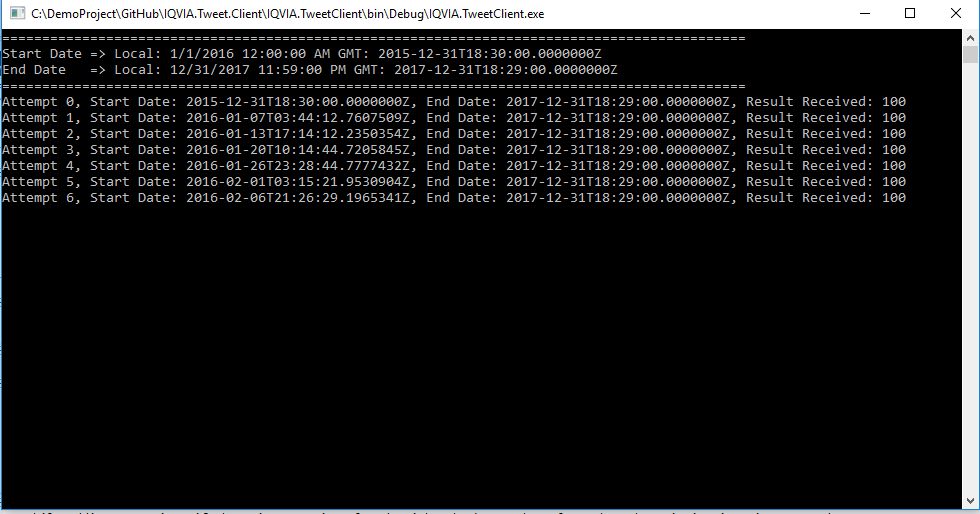 C:\DemoProject\GitHub\IQVIA.Tweet.Client\IQVIA.TweetClient\bin\Debug\IQVIA.TweetClient.exe
=============================================================================================
Start Date => Local: 1/1/2016 12:00:00 AM GMT: 2015-12-31T18:30:00.0000000Z
End Date   => Local: 12/31/2017 11:59:00 PM GMT: 2017-12-31T18:29:00.0000000Z
=============================================================================================
Attempt 0, Start Date: 2015-12-31T18:30:00.0000000Z, End Date: 2017-12-31T18:29:00.0000000Z, Result Received: 100
Attempt 1, Start Date: 2016-01-07T03:44:12.7607509Z, End Date: 2017-12-31T18:29:00.0000000Z, Result Received: 100
Attempt 2, Start Date: 2016-01-13T17:14:12.2350354Z, End Date: 2017-12-31T18:29:00.0000000Z, Result Received: 100
Attempt 3, Start Date: 2016-01-20T10:14:44.7205845Z, End Date: 2017-12-31T18:29:00.0000000Z, Result Received: 100
Attempt 4, Start Date: 2016-01-26T23:28:44.7777432Z, End Date: 2017-12-31T18:29:00.0000000Z, Result Received: 100
Attempt 5, Start Date: 2016-02-01T03:15:21.9530904Z, End Date: 2017-12-31T18:29:00.0000000Z, Result Received: 100
Attempt 6, Start Date: 2016-02-06T21:26:29.1965341Z, End Date: 2017-12-31T18:29:00.0000000Z, Result Received: 100